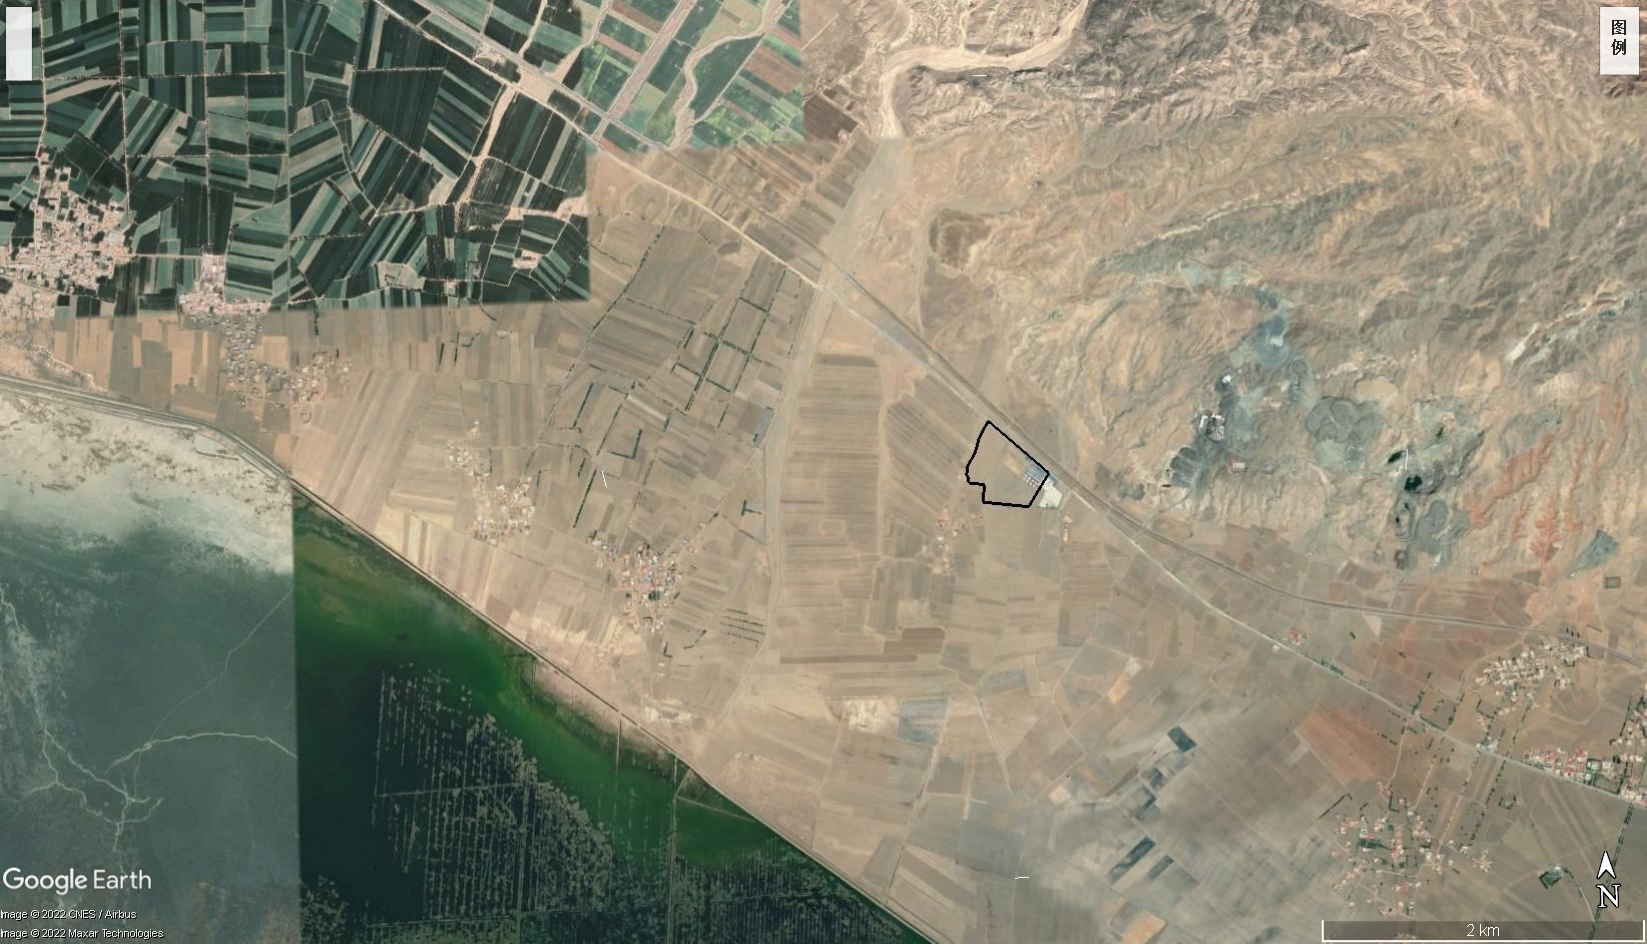 图
例
Google Earth
Image © 2022 CNES / Airbus
Image © 2022 Maxar Technologies
N
2 km